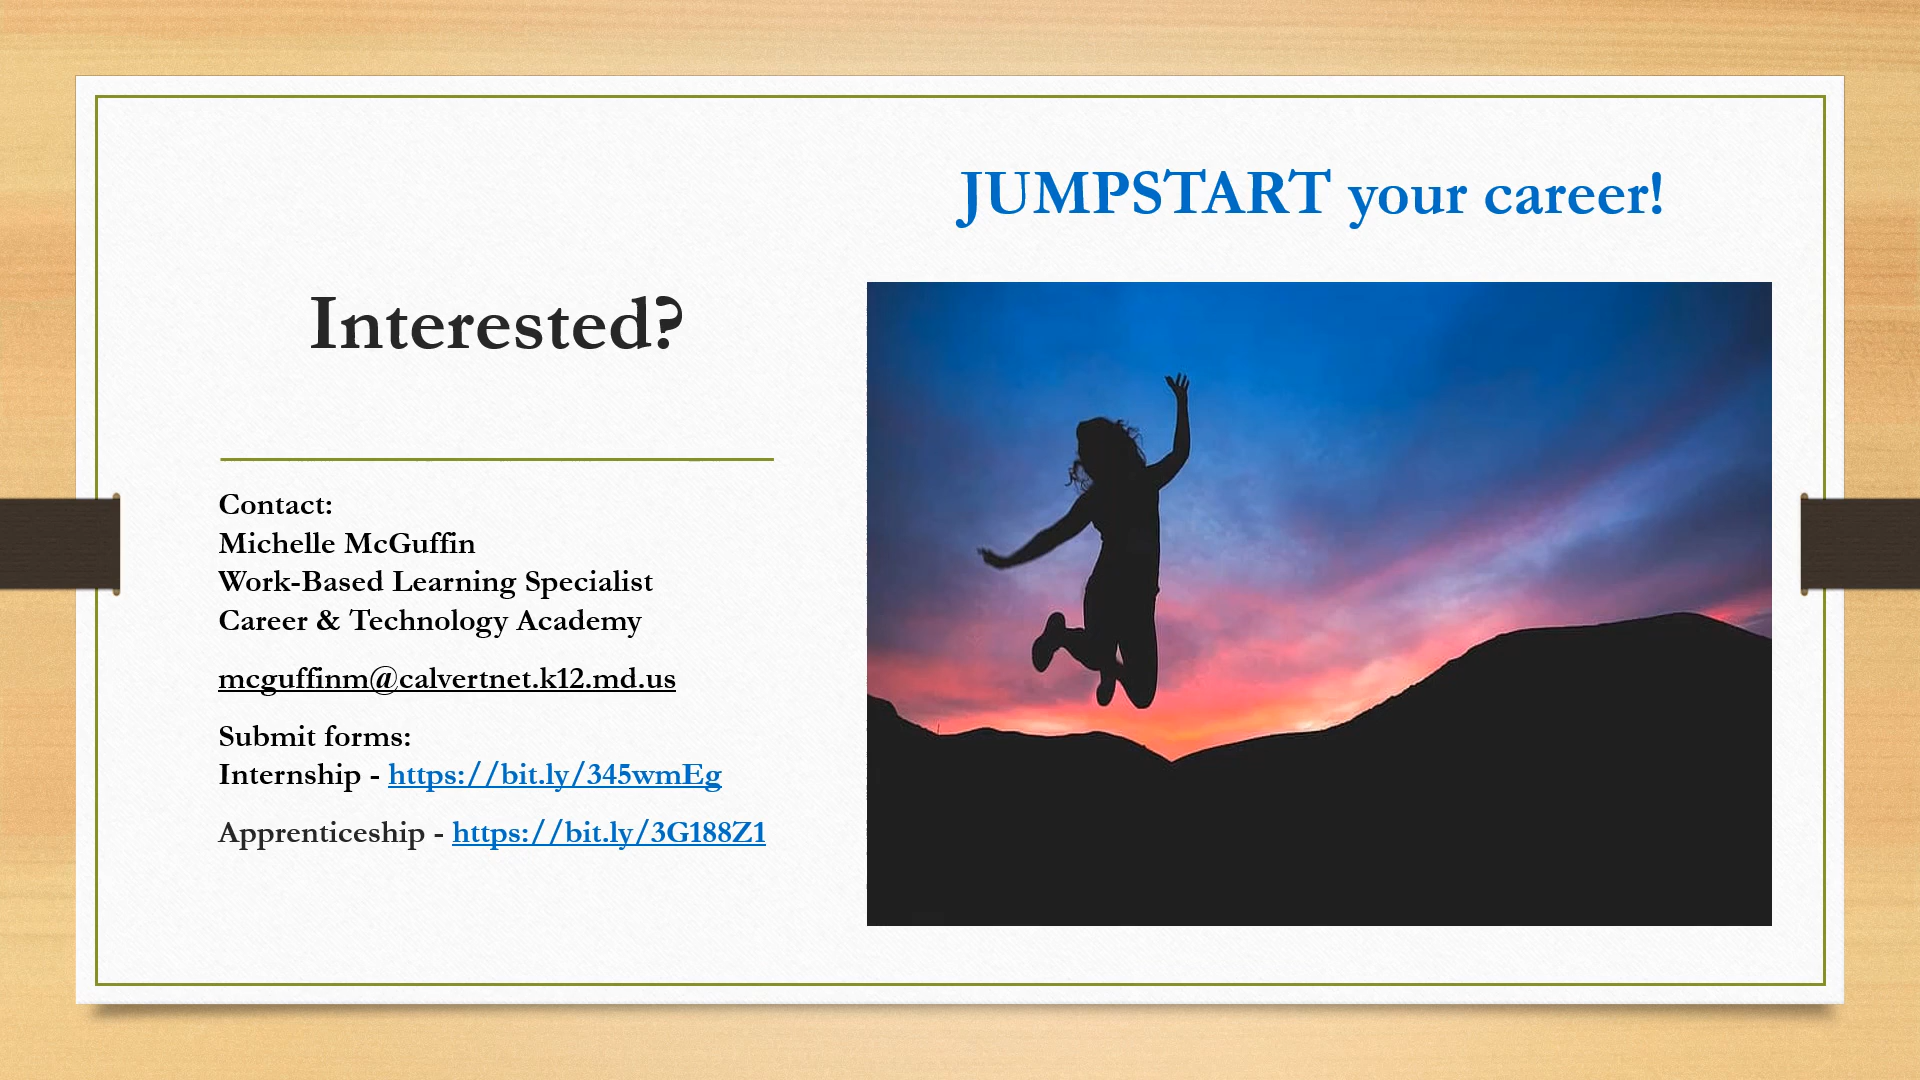 JUMPSTART your career!
Interested?
Contact:
Michelle McGuffin
Work-Based Learning Specialist
Career & Technology Academy
mcguffinm@calvertnet.k12.md.us
Submit forms:
Internship - https://bit.ly/345wmEg
Apprenticeship - https://bit.ly/3G188Z1